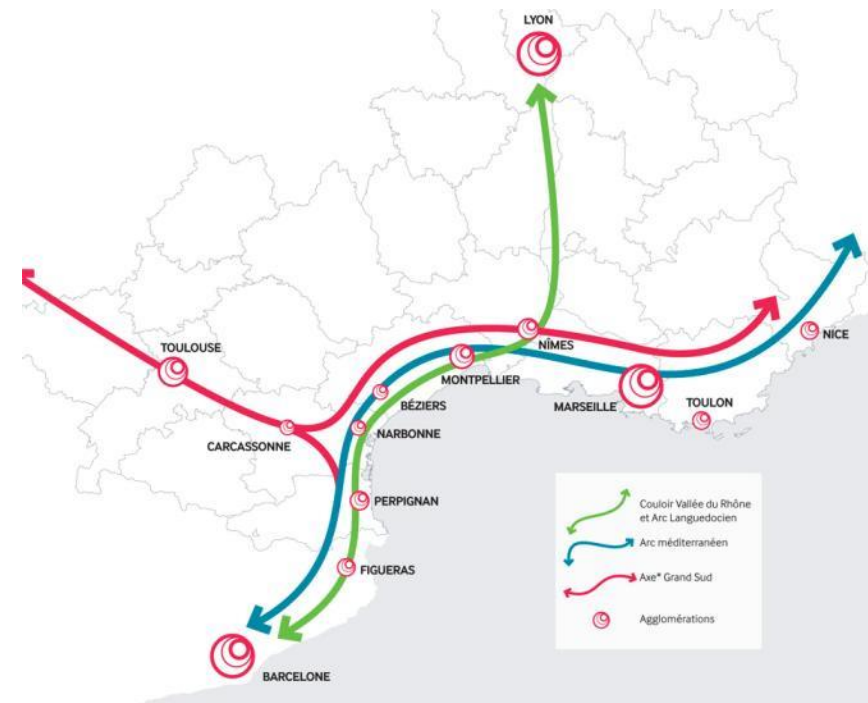 LYON
TOULOUSE
NÎMES
NICE
MONTPELLIER
BÉZIERS
MARSEILLE
TOULON
CARCASSONNE
NARBONNE
PERPIGNAN
FIGUERAS
BARCELONE
Couloir Vallée du Rhône
et Arc Languedocien
Arc méditerranéen
Axe* Grand Sud
Agglomérations